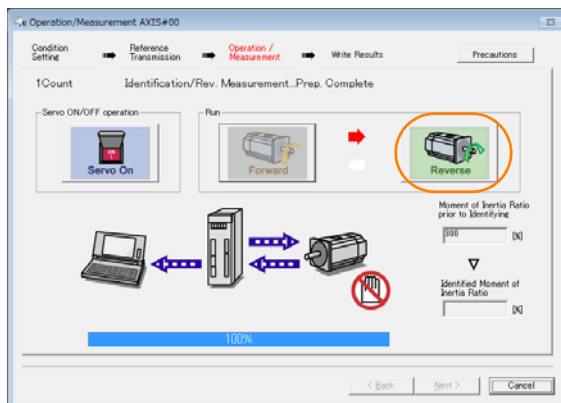 Operation/Measurement AXIS#00
Condition Setting
Reference Transmission
Operation / Measurement
Write Results
Precautions
1Count
Identification/Rev. Measurement...Prep. Complete
Servo ON/OFF operation
Servo On
Run
Forward
Reverse
Moment of Inertia Ratio
prior to Identifying
300 [%]
Identified Moment of
Inertia Ratio
[%]
100%
< Back
Next >
Cancel